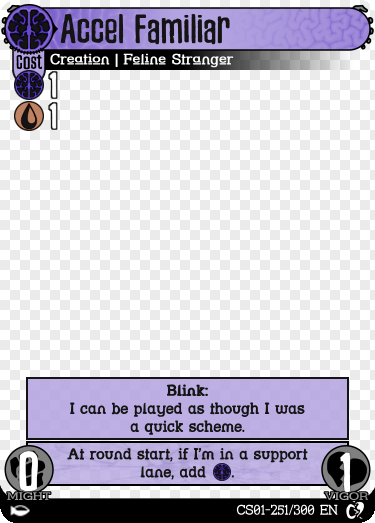 Accel Familiar
Cost
Creation | Feline Stranger
1
1
Blink:
I can be played as though I was
a quick scheme.
At round start, if I'm in a support
lane, add .
0
MIGHT
1
VIGOR
CS01-251/300 EN